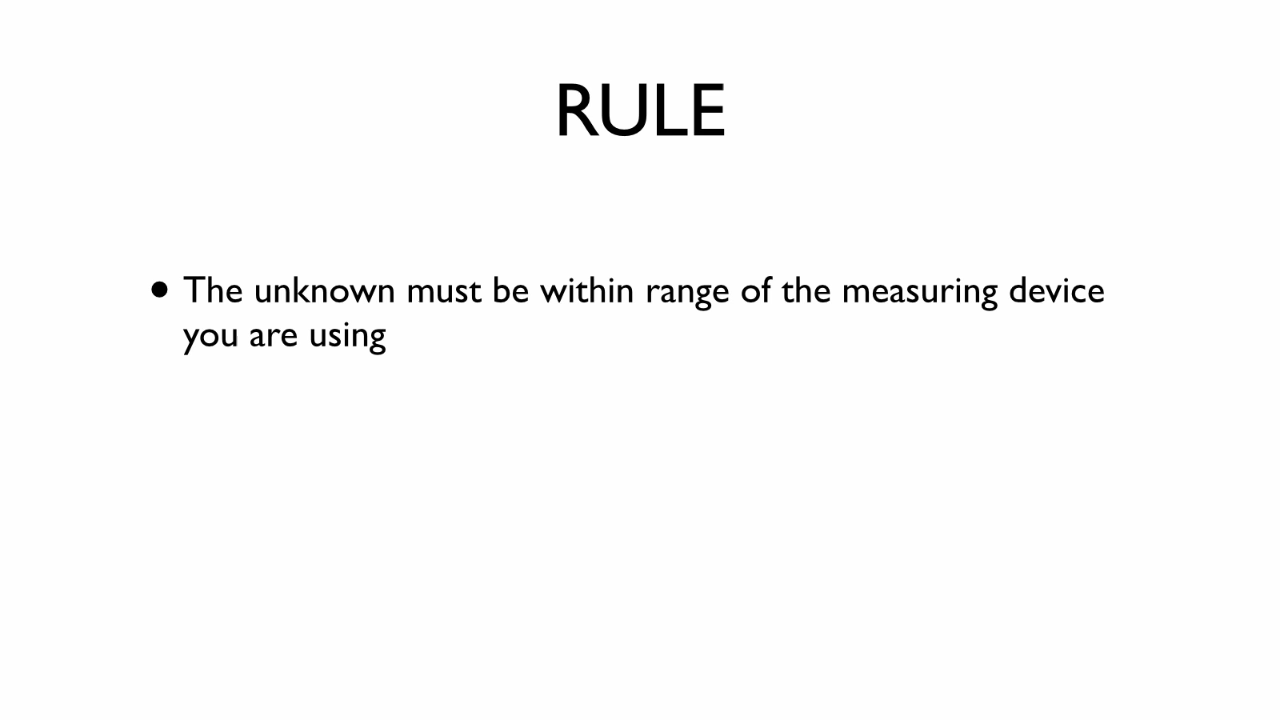 RULE
• The unknown must be within range of the measuring device
you are using